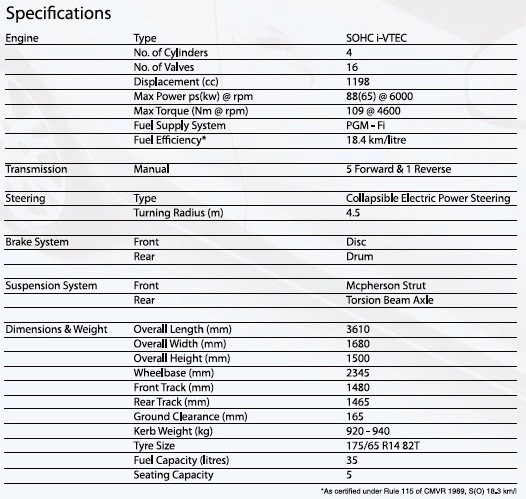 Specifications
Engine Type SOHC i-VTEC
No. of Cylinders 4
No. of Valves 16
Displacement (cc) 1198
Max Power ps(kw) @ rpm 88(65) @ 6000
Max Torque (Nm @ rpm) 109 @ 4600
Fuel Supply System PGM - Fi
Fuel Efficiency* 18.4 km/litre
Transmission Manual 5 Forward & 1 Reverse
Steering Type Collapsible Electric Power Steering
Turning Radius (m) 4.5
Brake System Front Disc
Rear Drum
Suspension System Front Mcpherson Strut
Rear Torsion Beam Axle
Dimensions & Weight Overall Length (mm) 3610
Overall Width (mm) 1680
Overall Height (mm) 1500
Wheelbase (mm) 2345
Front Track (mm) 1480
Rear Track (mm) 1465
Ground Clearance (mm) 165
Kerb Weight (kg) 920 - 940
Tyre Size 175/65 R14 82T
Fuel Capacity (litres) 35
Seating Capacity 5
*As certified under Rule 115 of CMVR 1989, S(O) 18.3 km/l